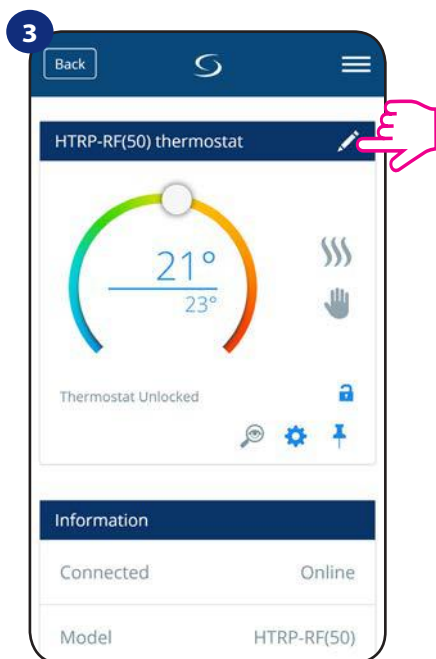 3
Back
HTRP-RF(50) thermostat
21°
23°
Thermostat Unlocked
Information
Connected Online
Model HTRP-RF(50)